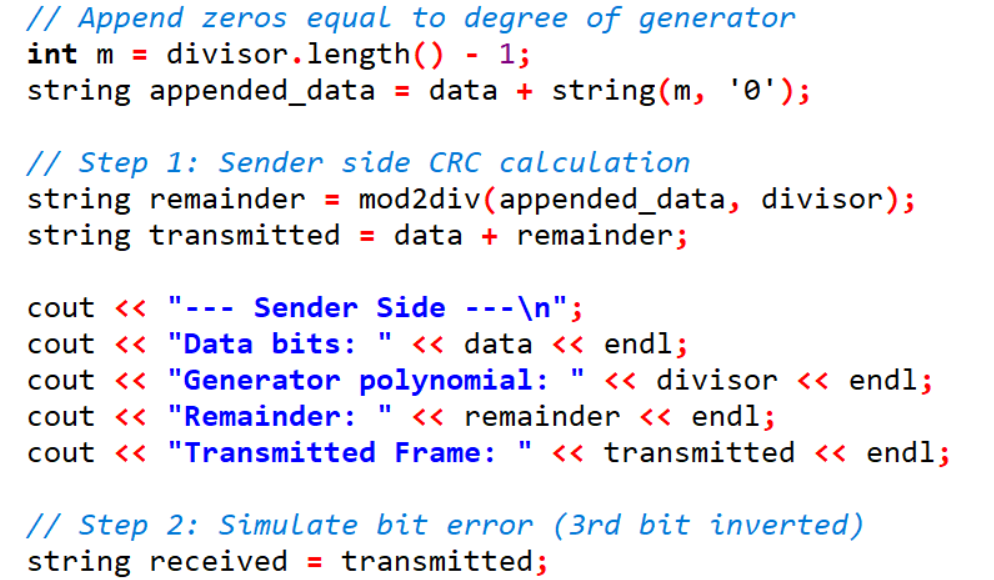 // Append zeros equal to degree of generator
int m = divisor.length() - 1;
string appended_data = data + string(m, '0');
// Step 1: Sender side CRC calculation
string remainder = mod2div(appended_data, divisor);
string transmitted = data + remainder;
cout << "--- Sender Side ---\n";
cout << "Data bits: " << data << endl;
cout << "Generator polynomial: " << divisor << endl;
cout << "Remainder: " << remainder << endl;
cout << "Transmitted Frame: " << transmitted << endl;
// Step 2: Simulate bit error (3rd bit inverted)
string received = transmitted;